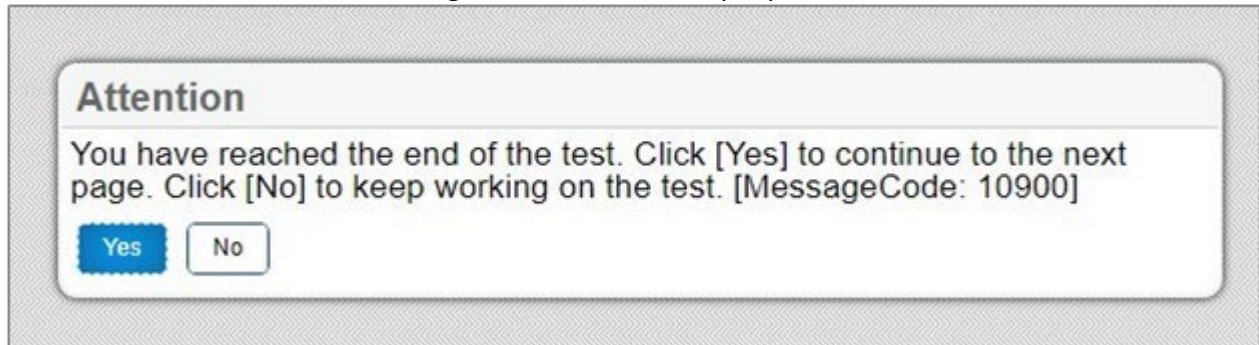 Attention
You have reached the end of the test. Click [Yes] to continue to the next
page. Click [No] to keep working on the test. [MessageCode: 10900]
Yes No